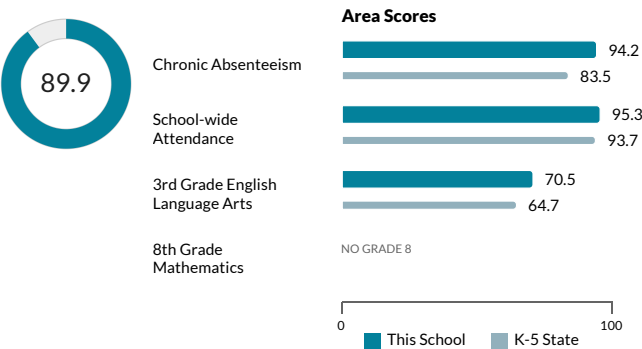 89.9
Area Scores
Chronic Absenteeism
94.2
83.5
School-wide
Attendance
95.3
93.7
3rd Grade English
Language Arts
70.5
64.7
8th Grade
Mathematics
NO GRADE 8
0
100
This School
K-5 State